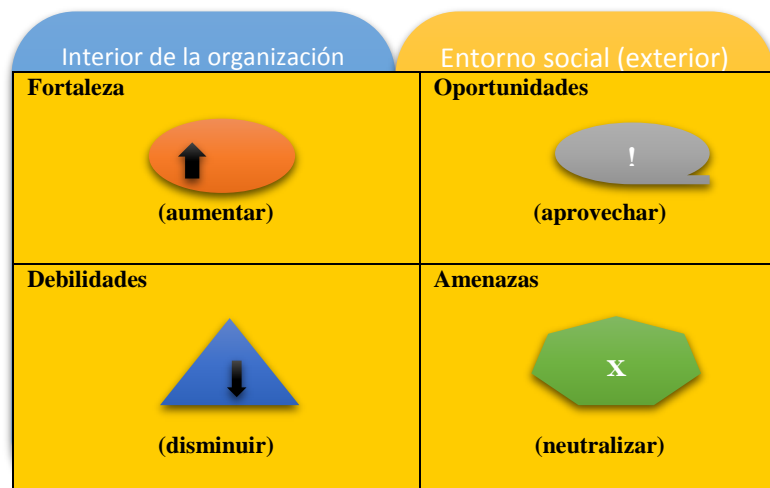 Interior de la organización
Entorno social (exterior)
Fortaleza
(aumentar)
Oportunidades
!
(aprovechar)
Debilidades
(disminuir)
Amenazas
X
(neutralizar)